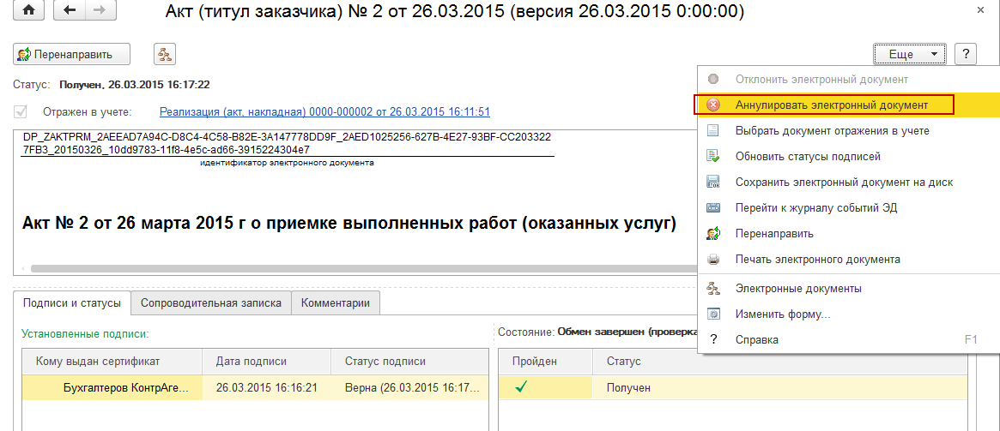 Акт (титул заказчика) № 2 от 26.03.2015 (версия 26.03.2015 0:00:00)
×
Перенаправить
Еще
?
Статус: Получен, 26.03.2015 16:17:22
Отражен в учете: Реализация (акт, накладная) 0000-000002 от 26.03.2015 16:11:51
DP_ZAKTPRM_2AEEAD7A94C-D8C4-4C58-B82E-3A147778DD9F_2AED1025256-627B-4E27-93BF-CC203322
7FB3_20150326_10dd9783-11f8-4e5c-ad66-3915224304e7
идентификатор электронного документа
Акт № 2 от 26 марта 2015 г о приемке выполненных работ (оказанных услуг)
Отклонить электронный документ
Аннулировать электронный документ
Выбрать документ отражения в учете
Обновить статусы подписей
Сохранить электронный документ на диск
Перейти к журналу событий ЭД
Перенаправить
Печать электронного документа
Электронные документы
Изменить форму...
? Справка F1
Подписи и статусы Сопроводительная записка Комментарии
Установленные подписи:
Состояние: Обмен завершен (проверка
Кому выдан сертификат Дата подписи Статус подписи
Бухгалтеров КонтрАге... 26.03.2015 16:16:21 Верна (26.03.2015 16:17...
Пройден Статус
Получен